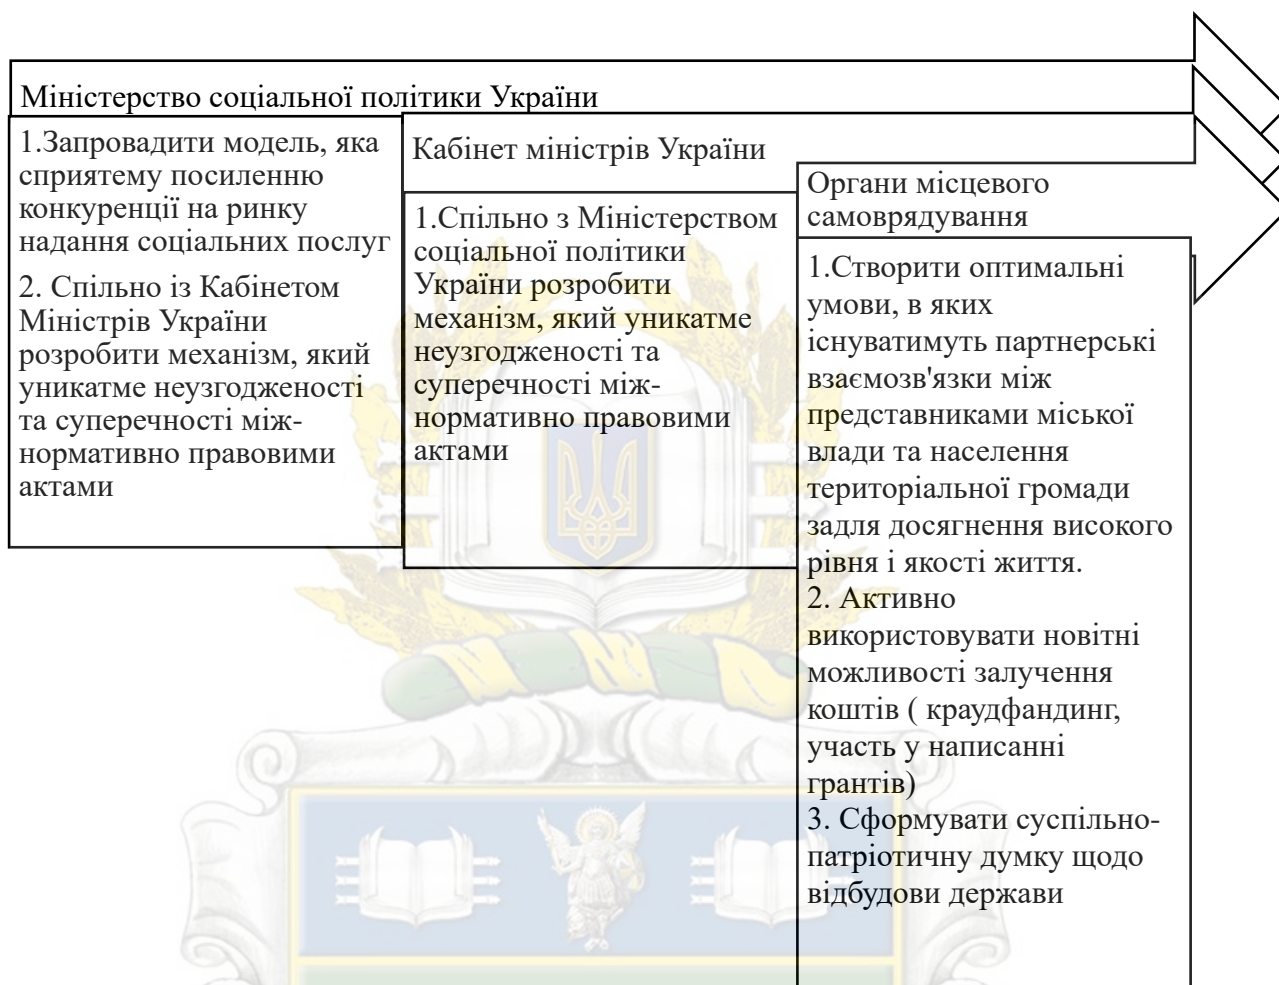 Міністерство соціальної політики України
1.Запровадити модель, яка
сприятему посиленню
конкуренції на ринку
надання соціальних послуг
2. Спільно із Кабінетом
Міністрів України
розробити механізм, який
уникатме неузгодженості
та суперечності між-
нормативно правовими
актами
Кабінет міністрів України
1.Спільно з Міністерством
соціальної політики
України розробити
механізм, який уникатме
неузгодженості та
суперечності між-
нормативно правовими
актами
Органи місцевого
самоврядування
1.Створити оптимальні
умови, в яких
існуватимуть партнерські
взаємозв'язки між
представниками міської
влади та населення
територіальної громади
задля досягнення високого
рівня і якості життя.
2. Активно
використовувати новітні
можливості залучення
коштів ( краудфандинг,
участь у написанні
грантів)
3. Сформувати суспільно-
патріотичну думку щодо
відбудови держави